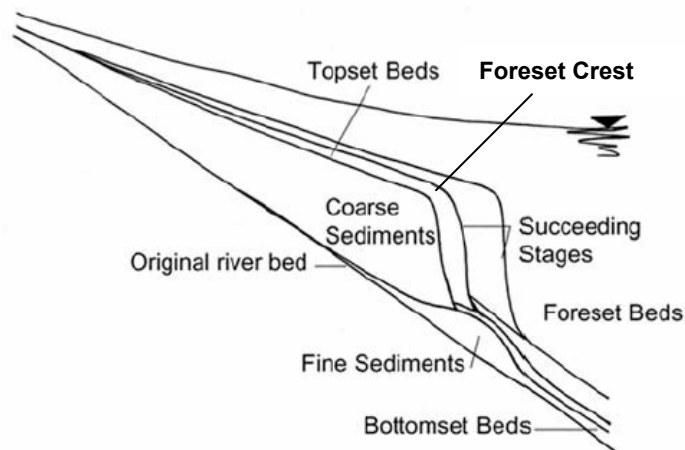 Topset Beds
Foreset Crest
Coarse
Sediments
Succeeding
Stages
Original river bed
Foreset Beds
Fine Sediments
Bottomset Beds